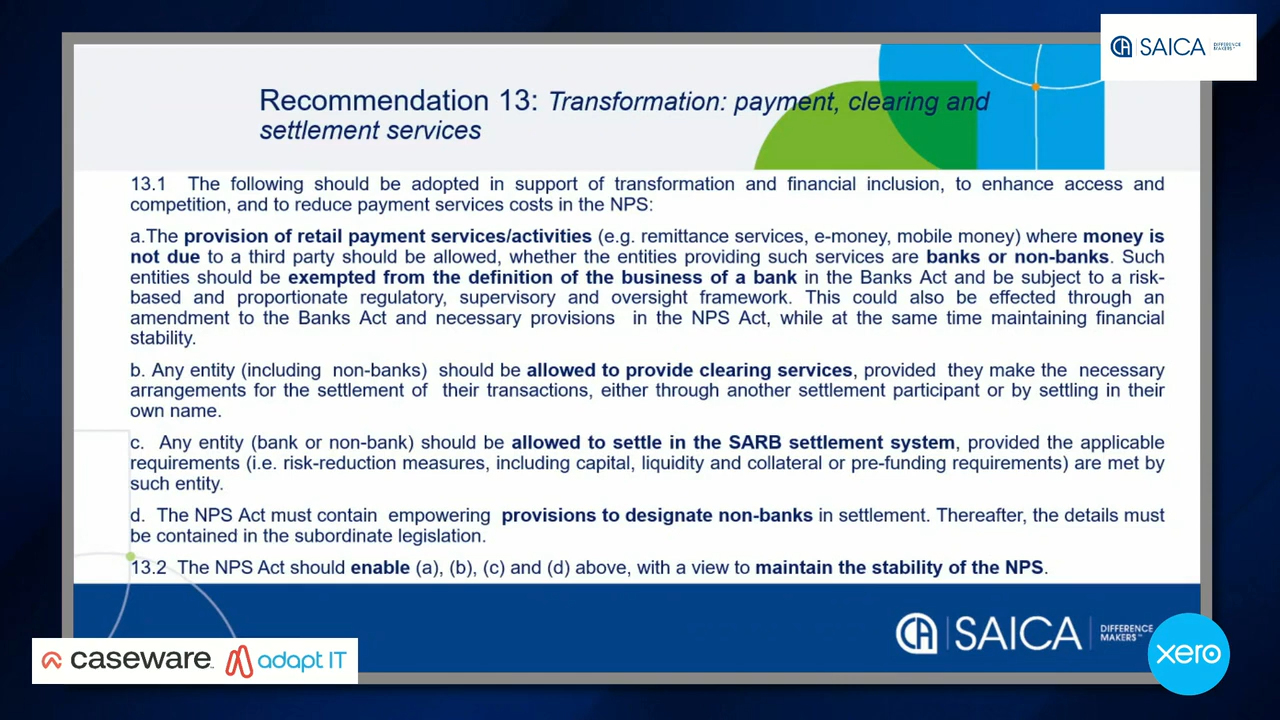 SAICA DIFFERENCE MAKERS™
Recommendation 13: Transformation: payment, clearing and
settlement services
13.1 The following should be adopted in support of transformation and financial inclusion, to enhance access and
competition, and to reduce payment services costs in the NPS:
a.The provision of retail payment services/activities (e.g. remittance services, e-money, mobile money) where money is
not due to a third party should be allowed, whether the entities providing such services are banks or non-banks. Such
entities should be exempted from the definition of the business of a bank in the Banks Act and be subject to a risk-
based and proportionate regulatory, supervisory and oversight framework. This could also be effected through an
amendment to the Banks Act and necessary provisions in the NPS Act, while at the same time maintaining financial
stability.
b. Any entity (including non-banks) should be allowed to provide clearing services, provided they make the necessary
arrangements for the settlement of their transactions, either through another settlement participant or by settling in their
own name.
c. Any entity (bank or non-bank) should be allowed to settle in the SARB settlement system, provided the applicable
requirements (i.e. risk-reduction measures, including capital, liquidity and collateral or pre-funding requirements) are met by
such entity.
d. The NPS Act must contain empowering provisions to designate non-banks in settlement. Thereafter, the details must
be contained in the subordinate legislation.
13.2 The NPS Act should enable (a), (b), (c) and (d) above, with a view to maintain the stability of the NPS.
SAICA DIFFERENCE MAKERS™
caseware adapt IT
xero